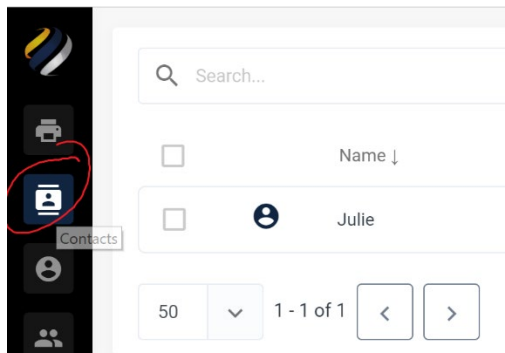 Search...
Name ↓
Julie
Contacts
50 1 - 1 of 1